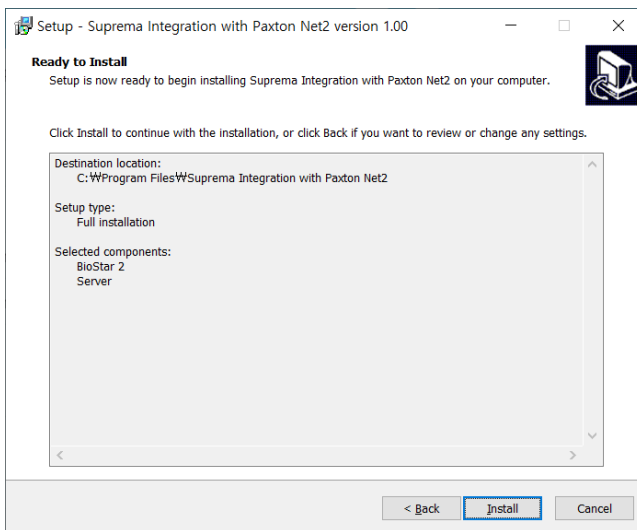 Setup - Suprema Integration with Paxton Net2 version 1.00
Ready to Install
Setup is now ready to begin installing Suprema Integration with Paxton Net2 on your computer.
Click Install to continue with the installation, or click Back if you want to review or change any settings.
Destination location:
C:₩Program Files₩Suprema Integration with Paxton Net2
Setup type:
Full installation
Selected components:
BioStar 2
Server
< Back
Install
Cancel